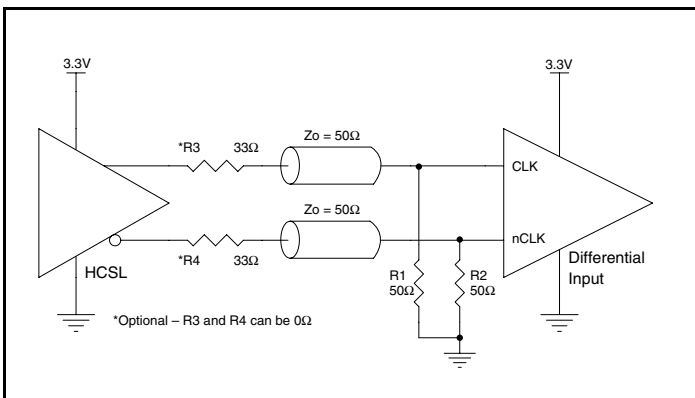 3.3V
3.3V
*R3
33Ω
Zo = 50Ω
CLK
Zo = 50Ω
nCLK
*R4
33Ω
HCSL
R1
50Ω
R2
50Ω
Differential
Input
*Optional – R3 and R4 can be 0Ω